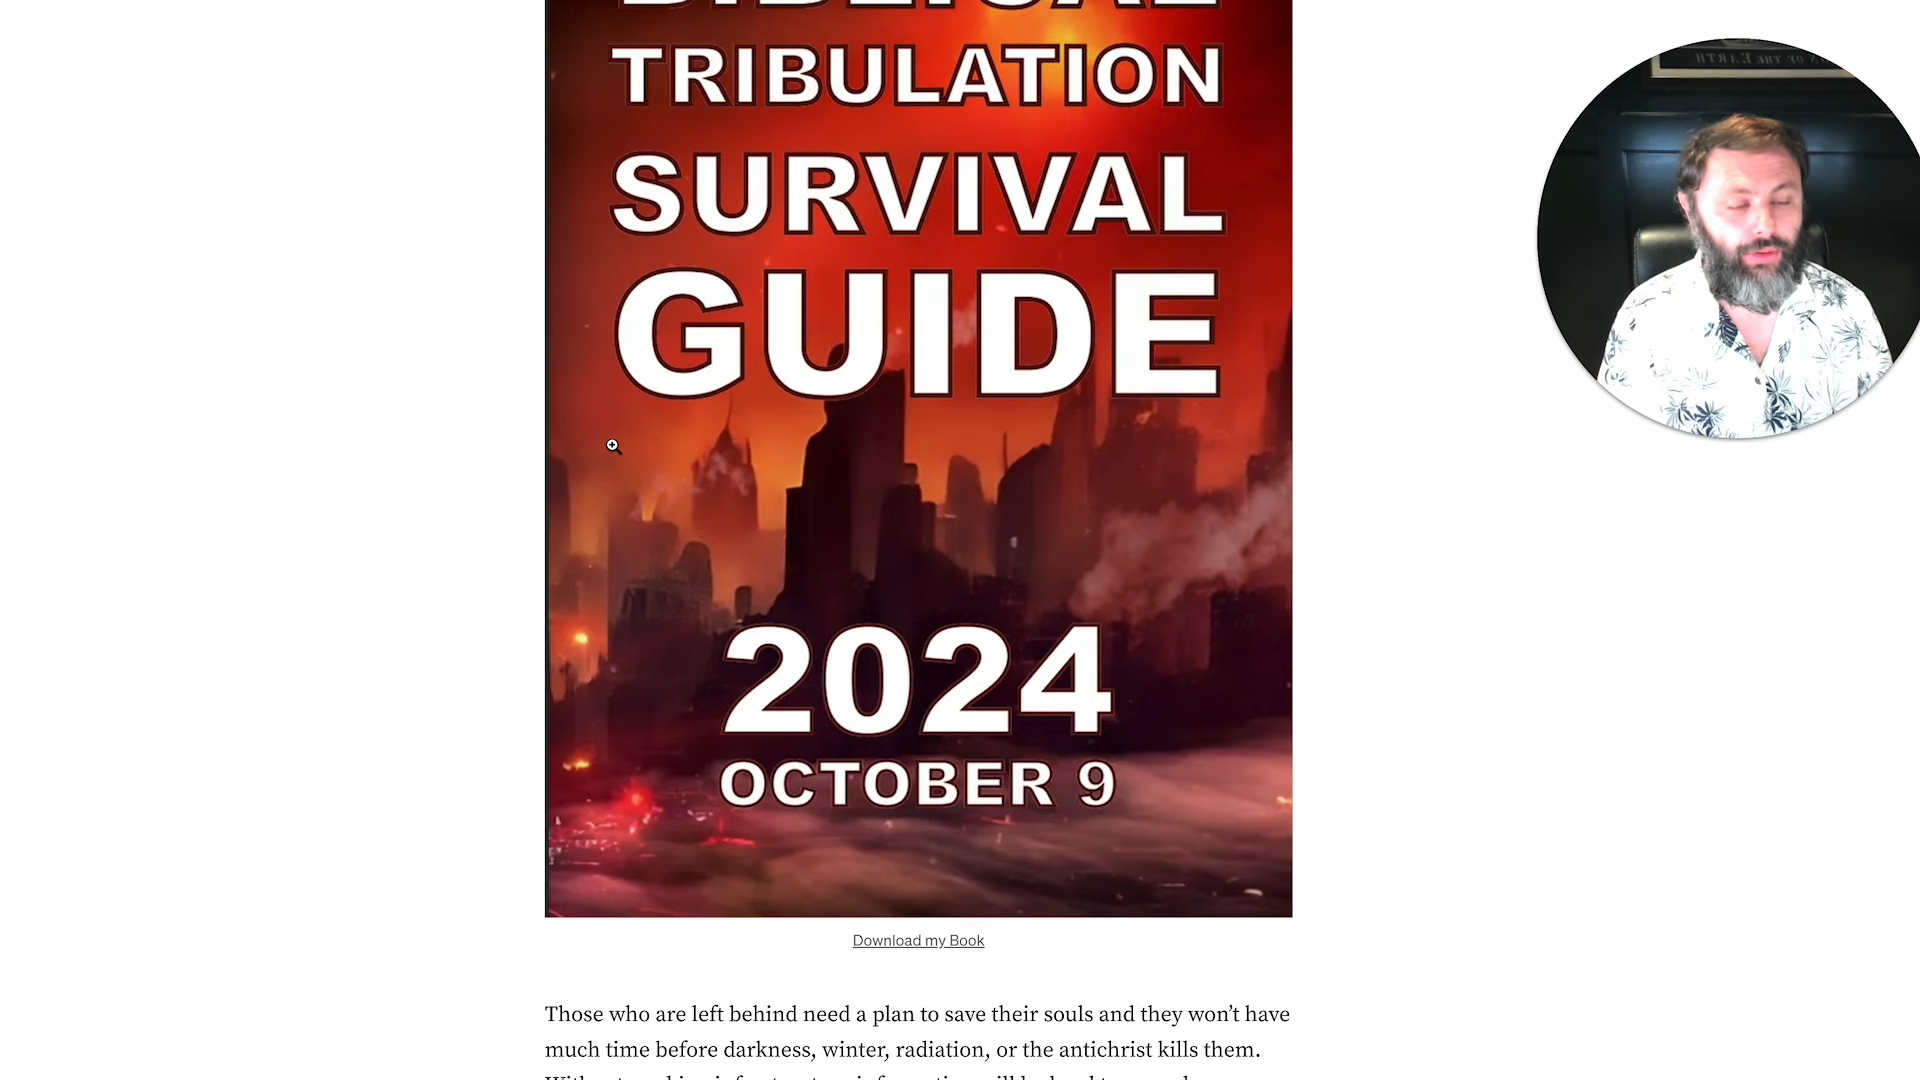 BIBLICAL
TRIBULATION
SURVIVAL
GUIDE
2024
OCTOBER 9
Download my Book
Those who are left behind need a plan to save their souls and they won’t have
much time before darkness, winter, radiation, or the antichrist kills them.